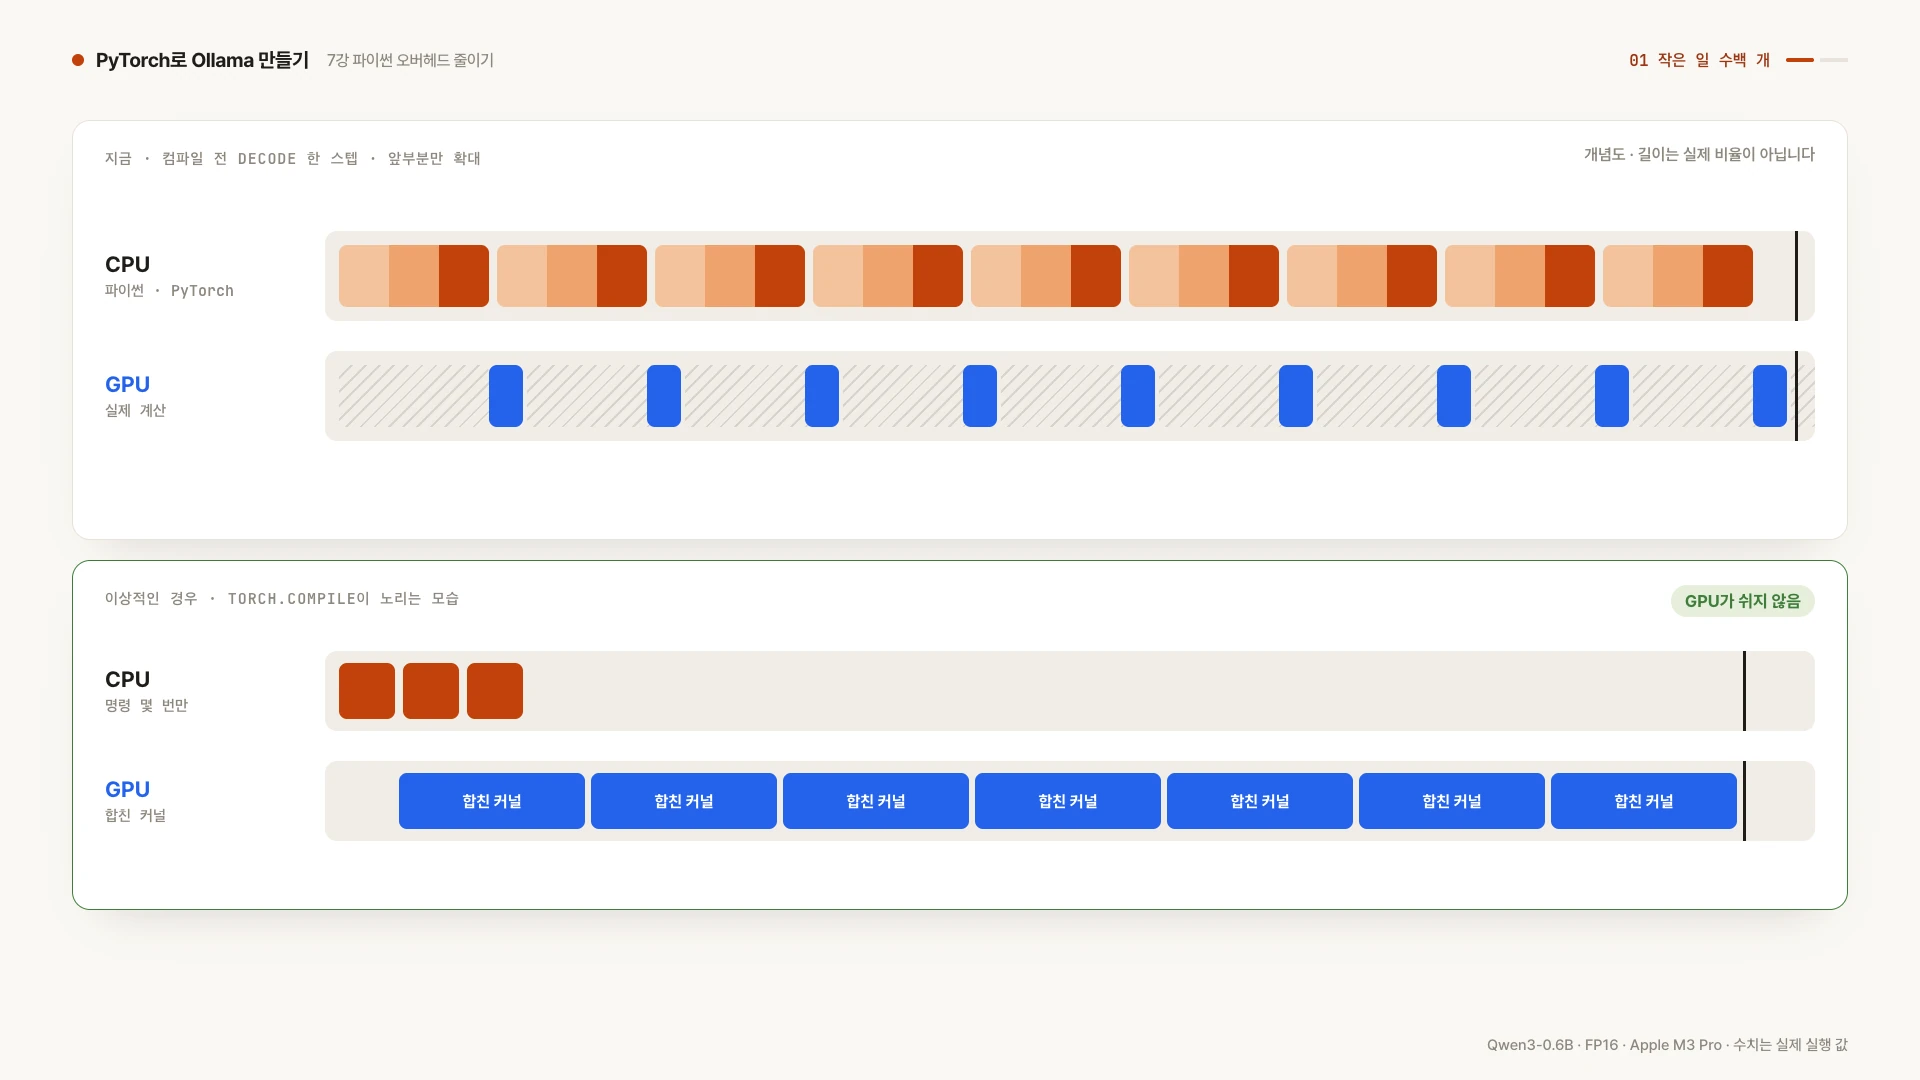 PyTorch로 Ollama 만들기 7강 파이썬 오버헤드 줄이기
01 작은 일 수백 개
지금 · 컴파일 전 DECODE 한 스텝 · 앞부분만 확대
개념도 · 길이는 실제 비율이 아닙니다
CPU
파이썬 · PyTorch
GPU
실제 계산
이상적인 경우 · TORCH.COMPILE이 노리는 모습
GPU가 쉬지 않음
CPU
명령 몇 번만
GPU
합친 커널
합친 커널 합친 커널 합친 커널 합친 커널 합친 커널 합친 커널 합친 커널
Qwen3-0.6B · FP16 · Apple M3 Pro · 수치는 실제 실행 값